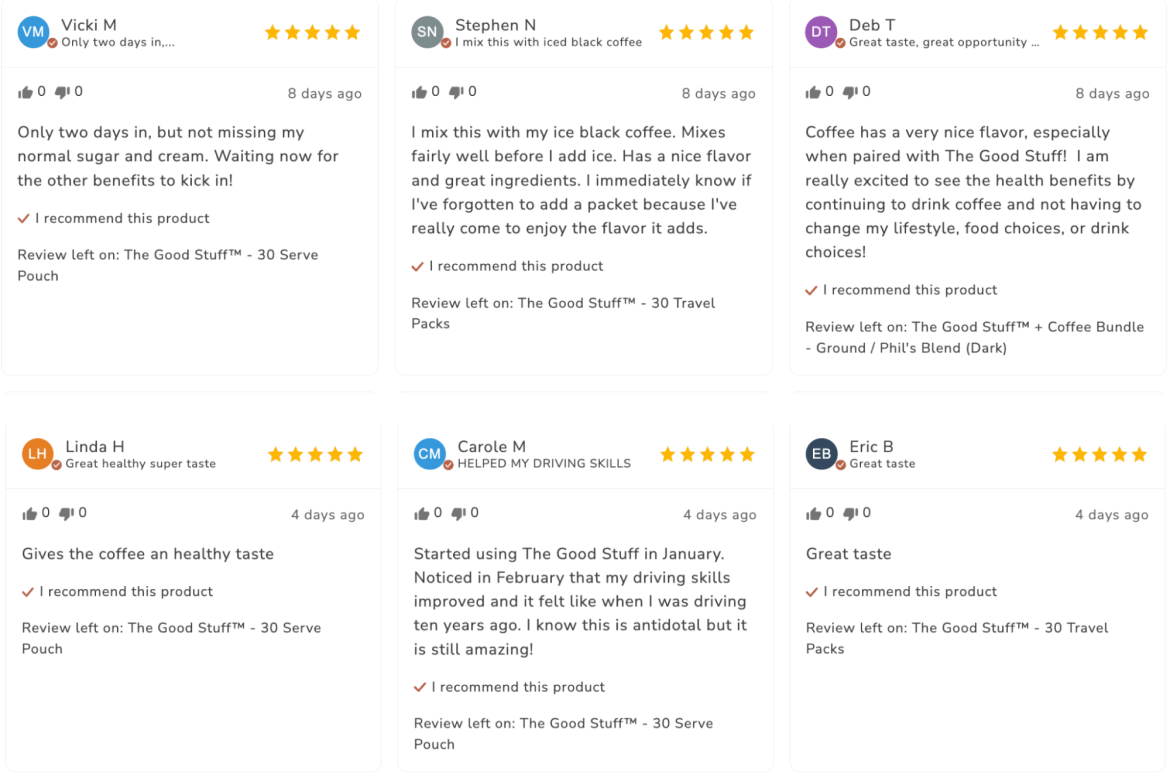 VM
Vicki M
Only two days in,...
0 0
8 days ago
Only two days in, but not missing my
normal sugar and cream. Waiting now for
the other benefits to kick in!
I recommend this product
Review left on: The Good Stuff™ - 30 Serve
Pouch
SN
Stephen N
I mix this with iced black coffee
0 0
8 days ago
I mix this with my ice black coffee. Mixes
fairly well before I add ice. Has a nice flavor
and great ingredients. I immediately know if
I've forgotten to add a packet because I've
really come to enjoy the flavor it adds.
I recommend this product
Review left on: The Good Stuff™ - 30 Travel
Packs
DT
Deb T
Great taste, great opportunity ...
0 0
8 days ago
Coffee has a very nice flavor, especially
when paired with The Good Stuff!  I am
really excited to see the health benefits by
continuing to drink coffee and not having to
change my lifestyle, food choices, or drink
choices!
I recommend this product
Review left on: The Good Stuff™ + Coffee Bundle
- Ground / Phil's Blend (Dark)
LH
Linda H
Great healthy super taste
0 0
4 days ago
Gives the coffee an healthy taste
I recommend this product
Review left on: The Good Stuff™ - 30 Serve
Pouch
CM
Carole M
HELPED MY DRIVING SKILLS
0 0
4 days ago
Started using The Good Stuff in January.
Noticed in February that my driving skills
improved and it felt like when I was driving
ten years ago. I know this is antidotal but it
is still amazing!
I recommend this product
Review left on: The Good Stuff™ - 30 Serve
Pouch
EB
Eric B
Great taste
0 0
4 days ago
Great taste
I recommend this product
Review left on: The Good Stuff™ - 30 Travel
Packs